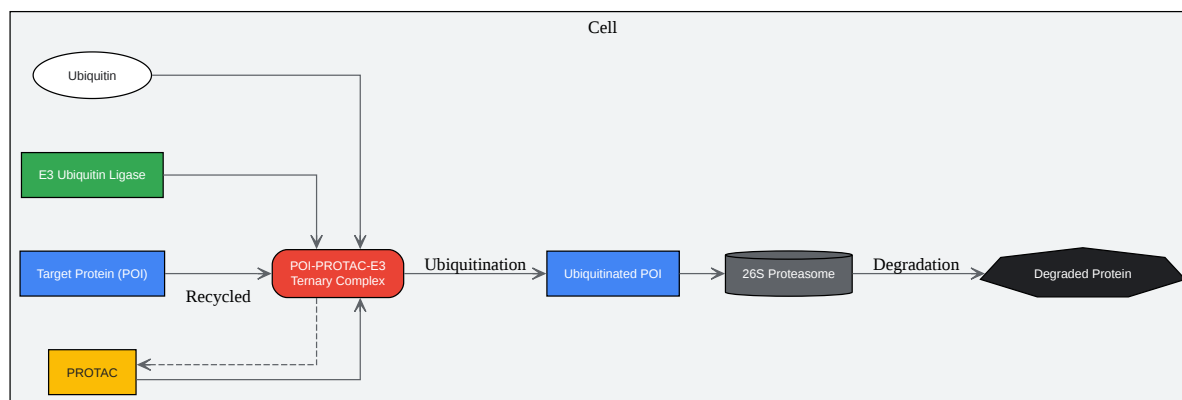 Cell
Ubiquitin
E3 Ubiquitin Ligase
Target Protein (POI)
Recycled
POI-PROTAC-E3
Ternary Complex
Ubiquitination
Ubiquitinated POI
26S Proteasome
Degradation
Degraded Protein
PROTAC